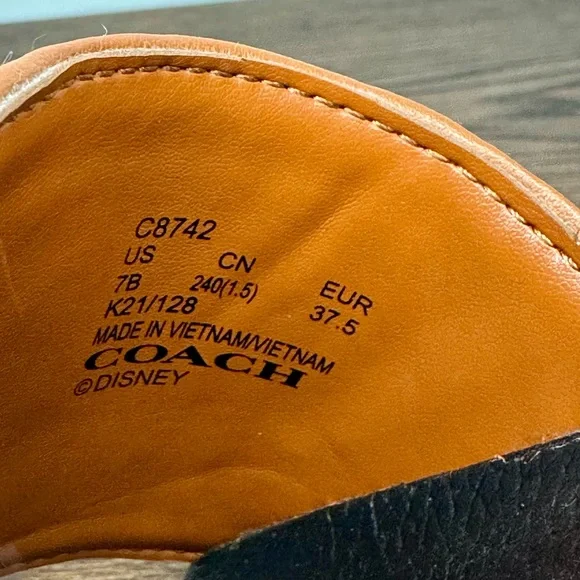 C8742
US CN EUR
7B 240(1.5) 37.5
K21/128
MADE IN VIETNAM/VIETNAM
COACH
©DISNEY